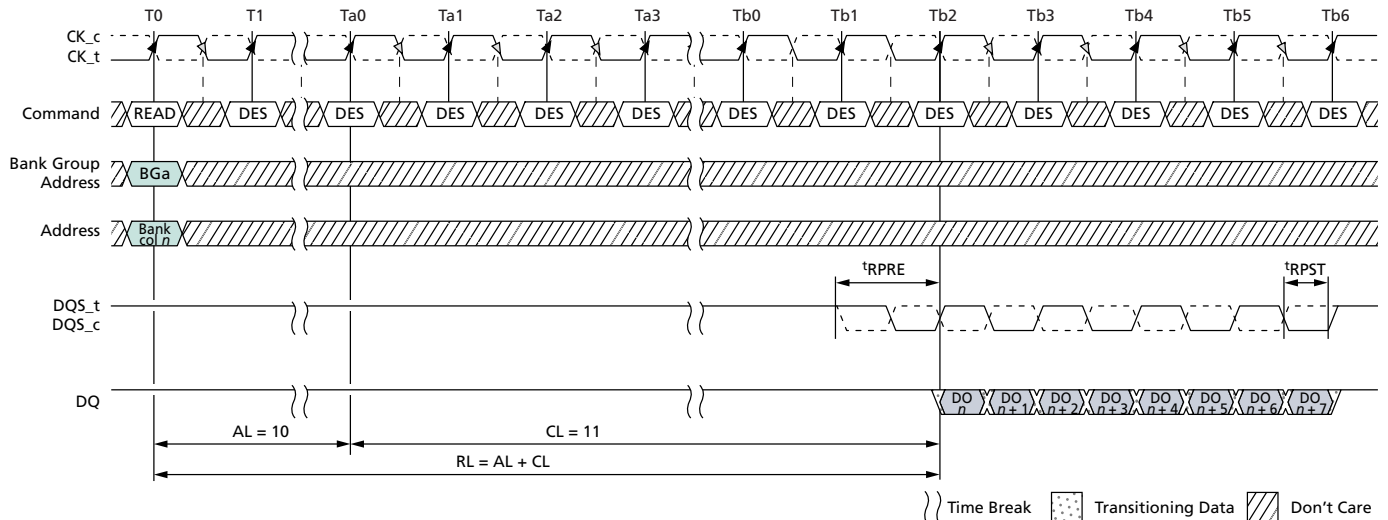 T0 T1 Ta0 Ta1 Ta2 Ta3 Tb0 Tb1 Tb2 Tb3 Tb4 Tb5 Tb6
CK_c
CK_t
Command READ DES DES DES DES DES DES DES DES DES DES DES DES
Bank Group
Address
BGa
Address
Bank
col n
tRPRE tRPST
DQS_t
DQS_c
DQ
DO DO DO DO DO DO DO DO
n n + 1 n + 2 n + 3 n + 4 n + 5 n + 6 n + 7
AL = 10 CL = 11
RL = AL + CL
Time Break Transitioning Data Don't Care